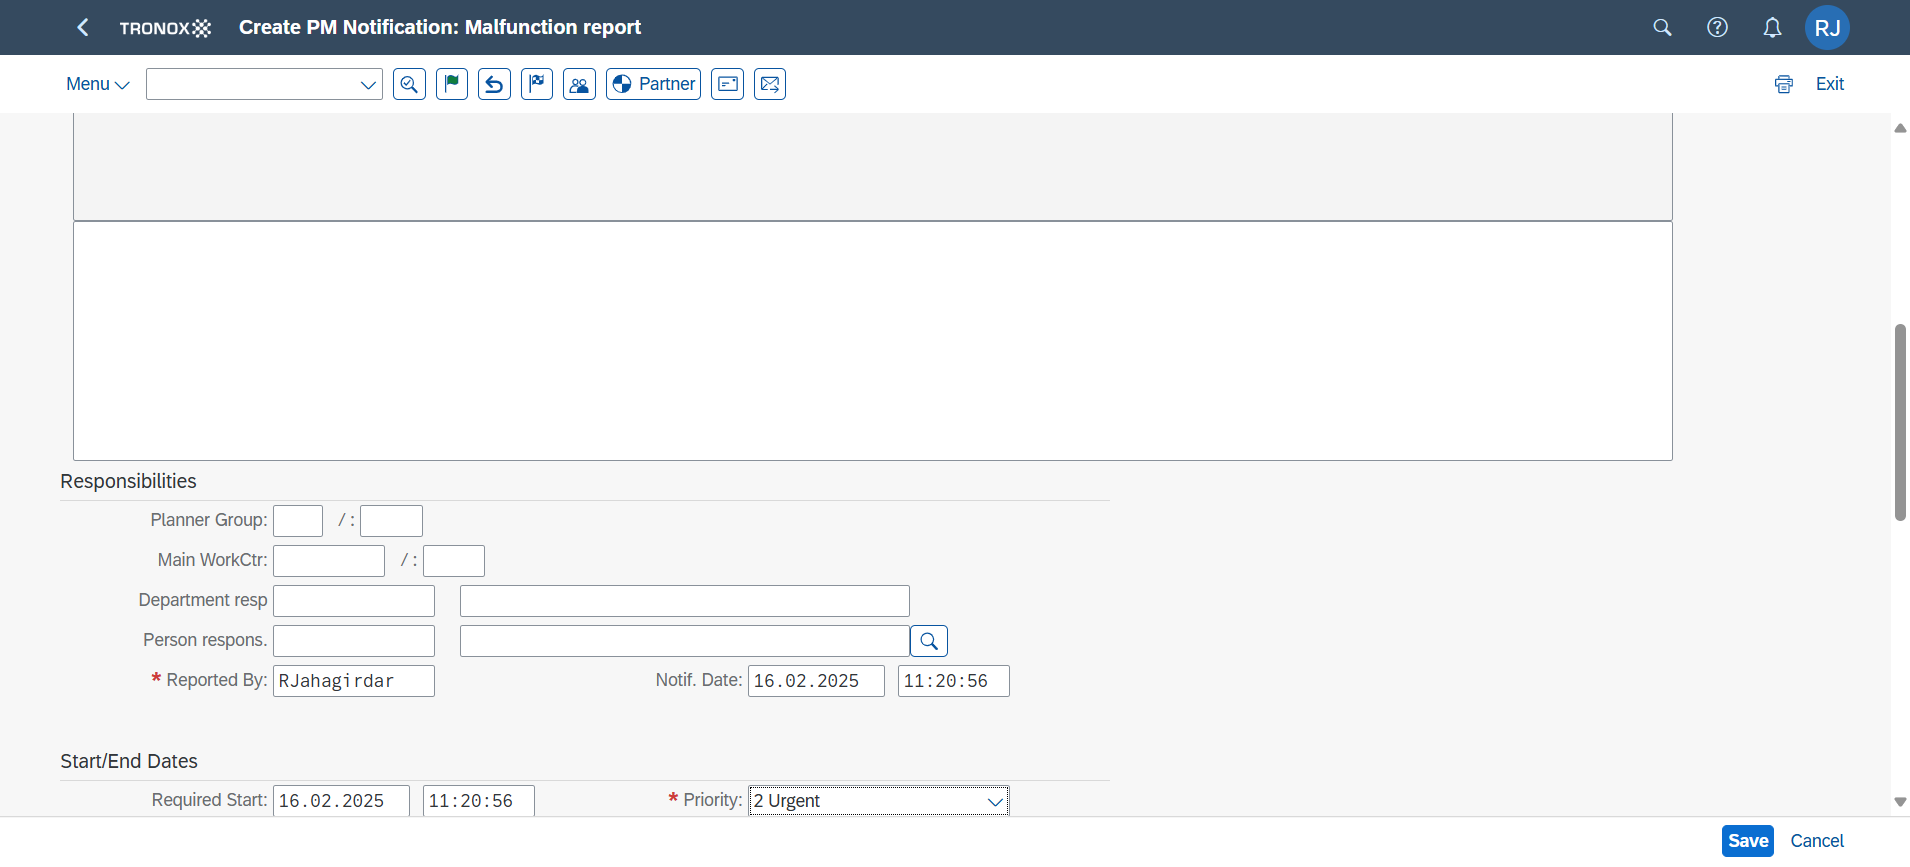 TRONOX Create PM Notification: Malfunction report RJ
Menu Partner Exit
Responsibilities
Planner Group: / :
Main WorkCtr: / :
Department resp
Person respons.
* Reported By: RJahagirdar Notif. Date: 16.02.2025 11:20:56
Start/End Dates
Required Start: 16.02.2025 11:20:56 * Priority: 2 Urgent
Save Cancel